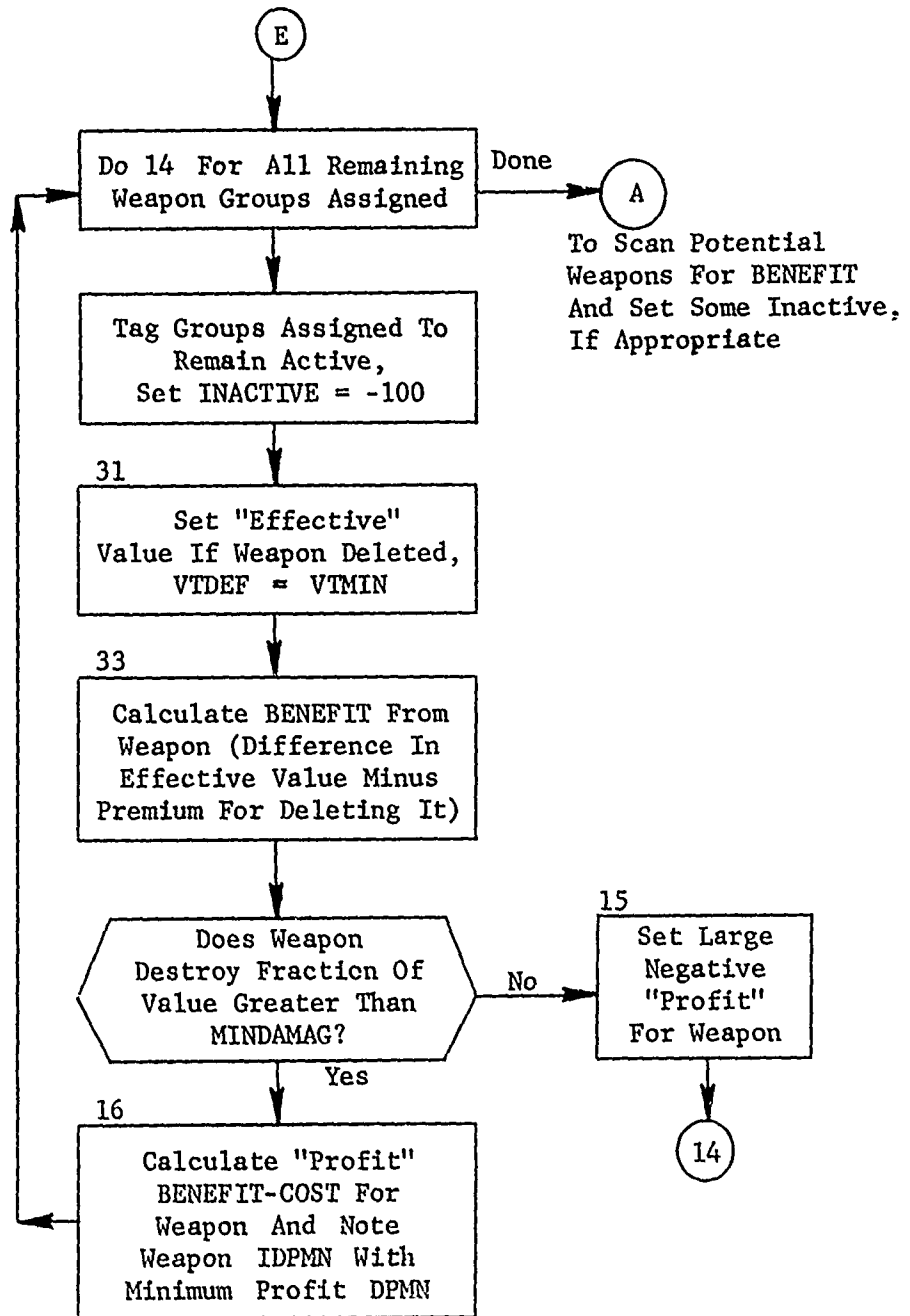 E
Do 14 For All Remaining
Weapon Groups Assigned
Done
A
To Scan Potential
Weapons For BENEFIT
And Set Some Inactive,
If Appropriate
Tag Groups Assigned To
Remain Active,
Set INACTIVE = -100
31
Set "Effective"
Value If Weapon Deleted,
VTDEF = VTMIN
33
Calculate BENEFIT From
Weapon (Difference In
Effective Value Minus
Premium For Deleting It)
Does Weapon
Destroy Fraction Of
Value Greater Than
MINDAMAG?
No
15
Set Large
Negative
"Profit"
For Weapon
14
Yes
16
Calculate "Profit"
BENEFIT-COST For
Weapon And Note
Weapon IDPMN With
Minimum Profit DPMN